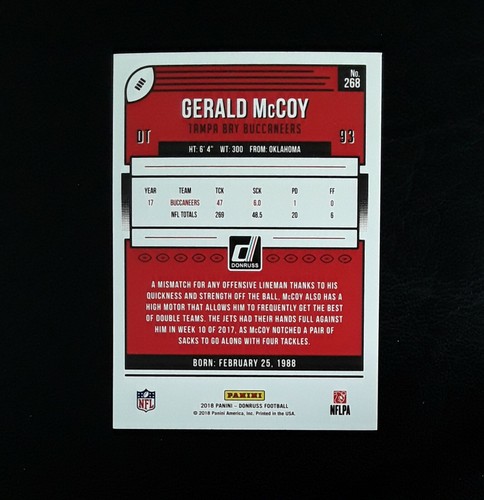 No.
268
GERALD McCOY
TAMPA BAY BUCCANEERS
DT
93
HT: 6' 4" WT: 300 FROM: OKLAHOMA
YEAR TEAM TCK SCK PD FF
17 BUCCANEERS 47 6.0 1 0
NFL TOTALS 269 48.5 20 6
d
DONRUSS
A MISMATCH FOR ANY OFFENSIVE LINEMAN THANKS TO HIS
QUICKNESS AND STRENGTH OFF THE BALL, McCOY ALSO HAS A
HIGH MOTOR THAT ALLOWS HIM TO FREQUENTLY GET THE BEST
OF DOUBLE TEAMS. THE JETS HAD THEIR HANDS FULL AGAINST
HIM IN WEEK 10 OF 2017, AS McCOY NOTCHED A PAIR OF
SACKS TO GO ALONG WITH FOUR TACKLES.
BORN: FEBRUARY 25, 1988
NFL
PANINI
NFLPA
2018 PANINI – DONRUSS FOOTBALL
© 2018 Panini America, Inc. Printed in the USA.